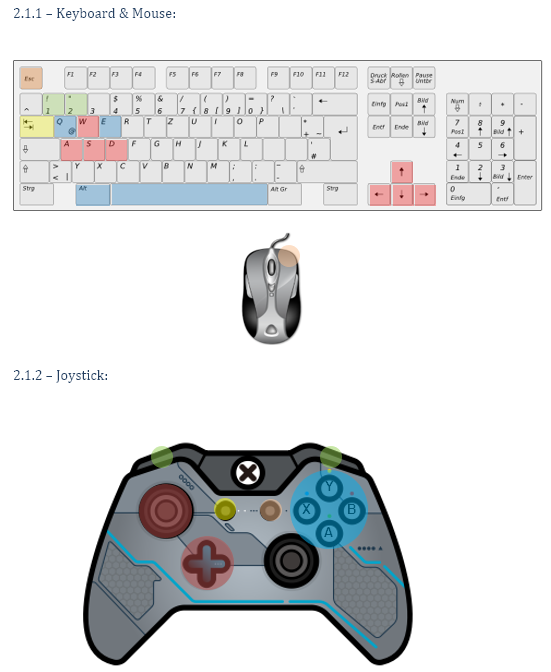 2.1.1 – Keyboard & Mouse:
Esc F1 F2 F3 F4 F5 F6 F7 F8 F9 F10 F11 F12 Druck S-Abf Rollen Pause Untbr
^ ! 1 " 2 3 $ 4 % 5 & 6 / 7 { ( 8 [ ) 9 ] = 0 } ? \ ` Einfg Pos1 Bild ↑ Num ÷ * -
Q @ W E R T Z U I O P * + ~ Entf Ende Bild ↓ 7 Pos1 8 ↑ 9 Bild ↑ +
A S D F G H J K L ' # 4 ← 5 6 →
> < | Y X C V B N M ; , : . - ↑ 1 Ende 2 ↓ 3 Bild ↓ Enter
Strg Alt Alt Gr Strg ← ↓ → 0 Einfg , Entf
2.1.2 – Joystick:
Y
X B
A